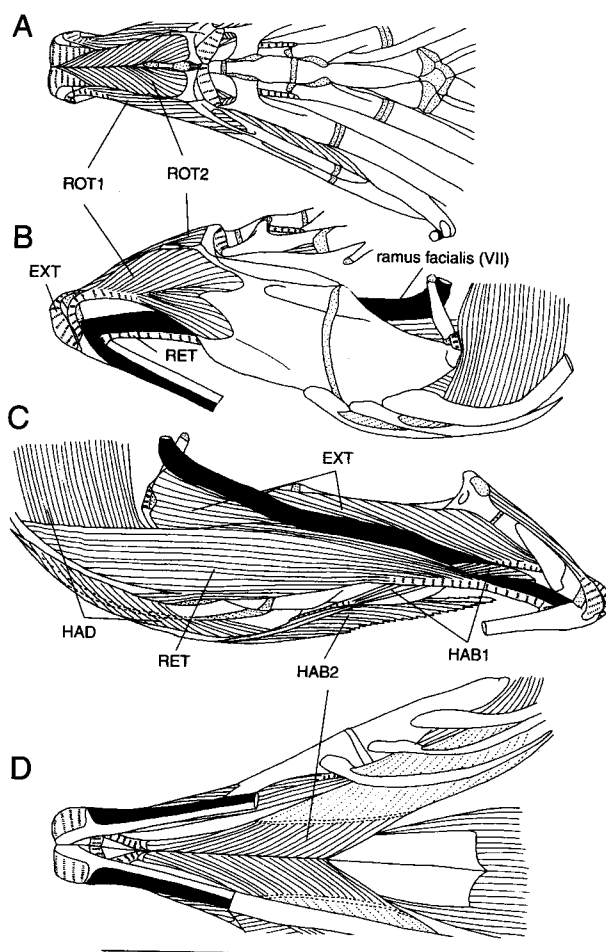 A
ROT1
ROT2
B
EXT
ramus facialis (VII)
RET
C
EXT
HAD
RET
HAB2
HAB1
D